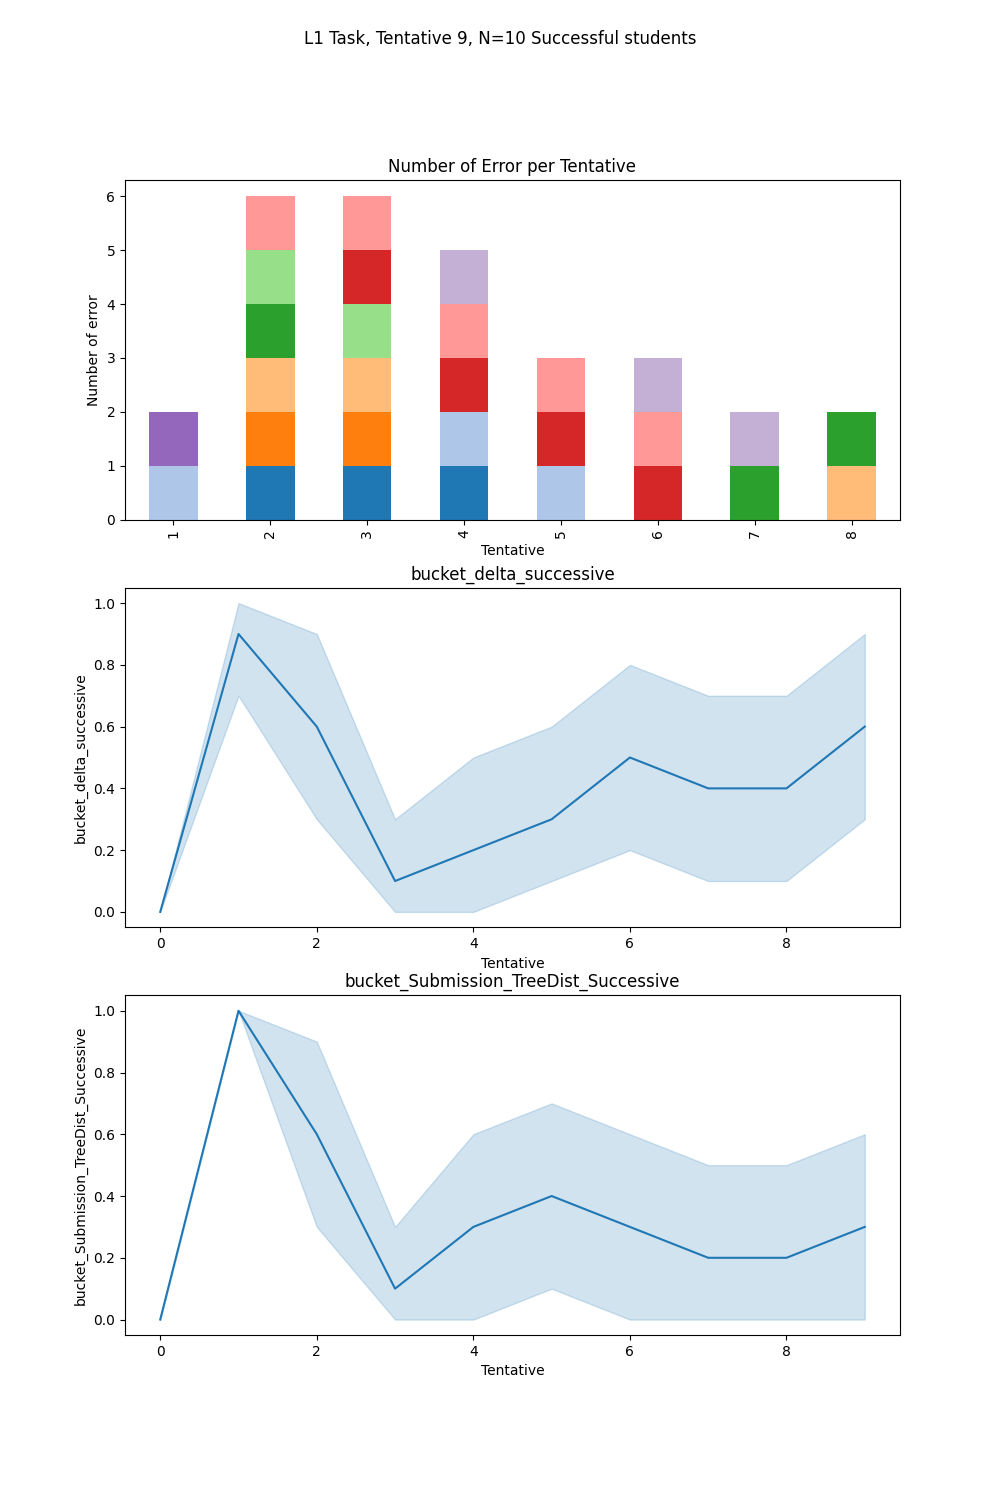 L1 Task, Tentative 9, N=10 Successful students
Number of Error per Tentative
6
5
4
3
2
1
0
Number of error
1 2 3 4 5 6 7 8
Tentative
bucket_delta_successive
1.0
0.8
0.6
0.4
0.2
0.0
bucket_delta_successive
0 2 4 6 8
Tentative
bucket_Submission_TreeDist_Successive
1.0
0.8
0.6
0.4
0.2
0.0
bucket_Submission_TreeDist_Successive
0 2 4 6 8
Tentative